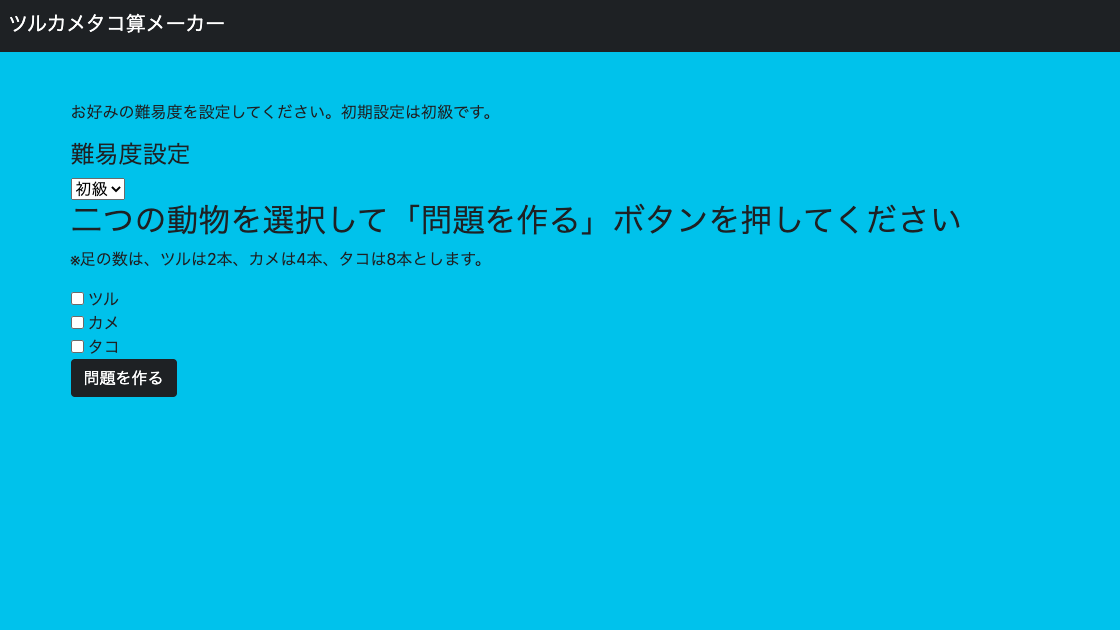 ツルカメタコ算メーカー
お好みの難易度を設定してください。初期設定は初級です。
難易度設定
初級
二つの動物を選択して「問題を作る」ボタンを押してください
※足の数は、ツルは2本、カメは4本、タコは8本とします。
ツル
カメ
タコ
問題を作る